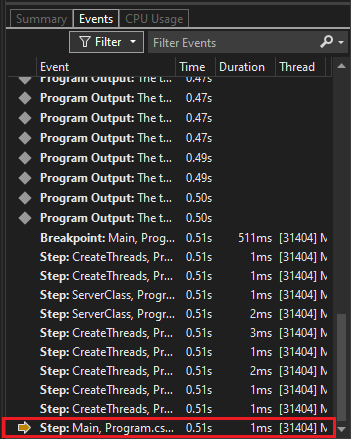 Summary Events CPU Usage
Filter Filter Events
Event Time Duration Thread
Program Output: The t... 0.47s
Program Output: The t... 0.47s
Program Output: The t... 0.47s
Program Output: The t... 0.47s
Program Output: The t... 0.49s
Program Output: The t... 0.49s
Program Output: The t... 0.50s
Program Output: The t... 0.50s
Breakpoint: Main, Prog... 0.51s 511ms [31404] M
Step: CreateThreads, Pr... 0.51s 1ms [31404] M
Step: CreateThreads, Pr... 0.51s 1ms [31404] M
Step: ServerClass, Progr... 0.51s 1ms [31404] M
Step: ServerClass, Progr... 0.51s 2ms [31404] M
Step: CreateThreads, Pr... 0.51s 3ms [31404] M
Step: CreateThreads, Pr... 0.51s 1ms [31404] M
Step: CreateThreads, Pr... 0.51s 2ms [31404] M
Step: CreateThreads, Pr... 0.51s 1ms [31404] M
Step: CreateThreads, Pr... 0.51s 1ms [31404] M
Step: Main, Program.cs... 0.51s 1ms [31404] M